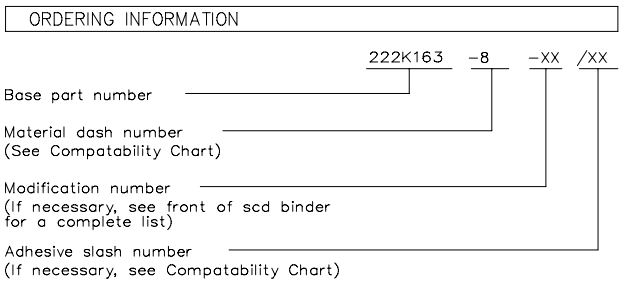 ORDERING INFORMATION
222K163 -8 -XX /XX
Base part number
Material dash number
(See Compatability Chart)
Modification number
(If necessary, see front of scd binder
for a complete list)
Adhesive slash number
(If necessary, see Compatability Chart)